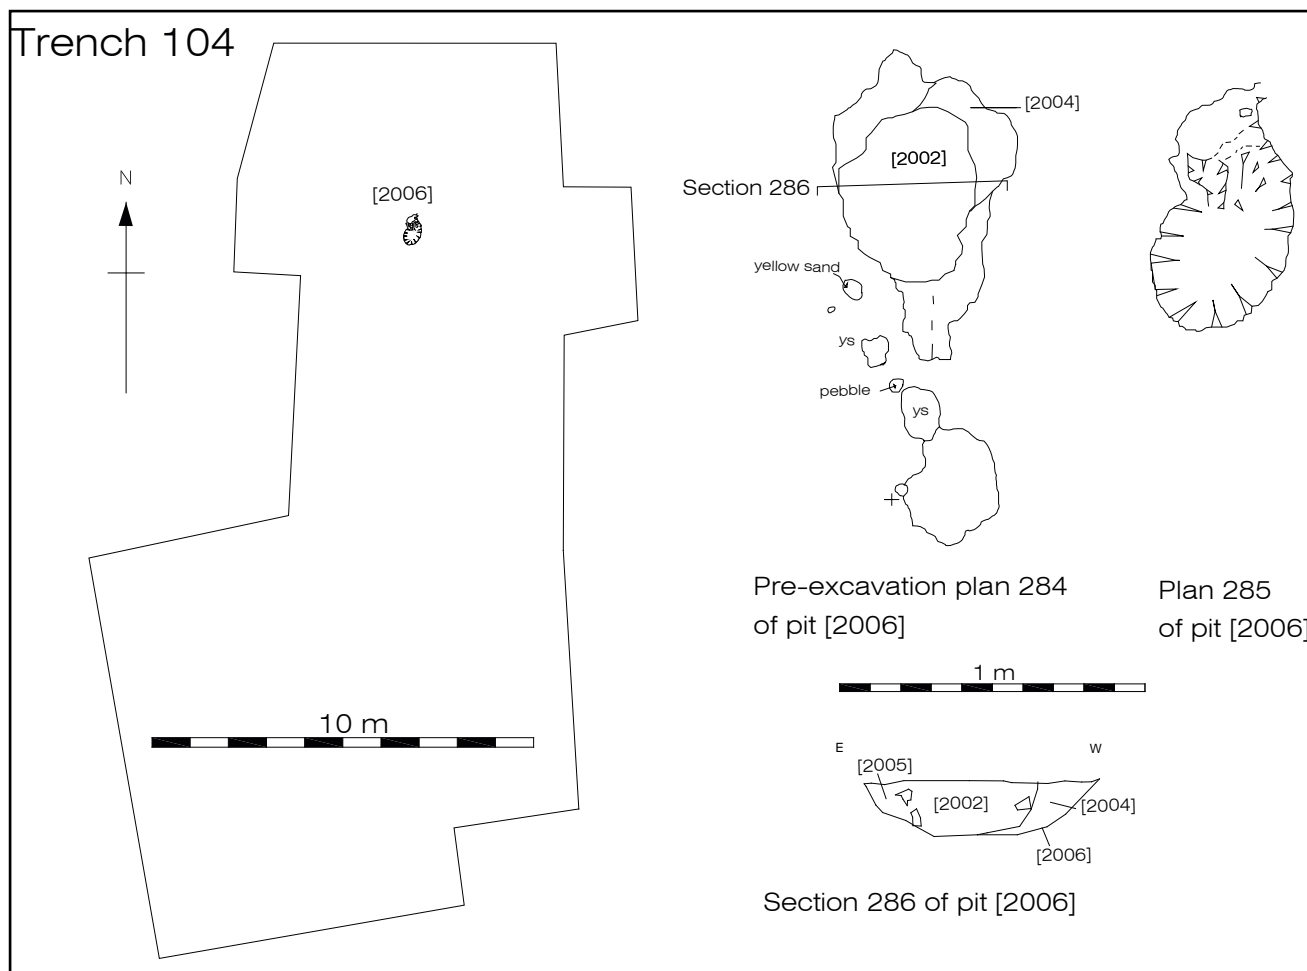 Trench 104
N
[2006]
10 m
[2004]
[2002]
Section 286
yellow sand
ys
pebble
ys
Pre-excavation plan 284
of pit [2006]
Plan 285
of pit [2006]
1 m
E
W
[2005]
[2002]
[2004]
[2006]
Section 286 of pit [2006]